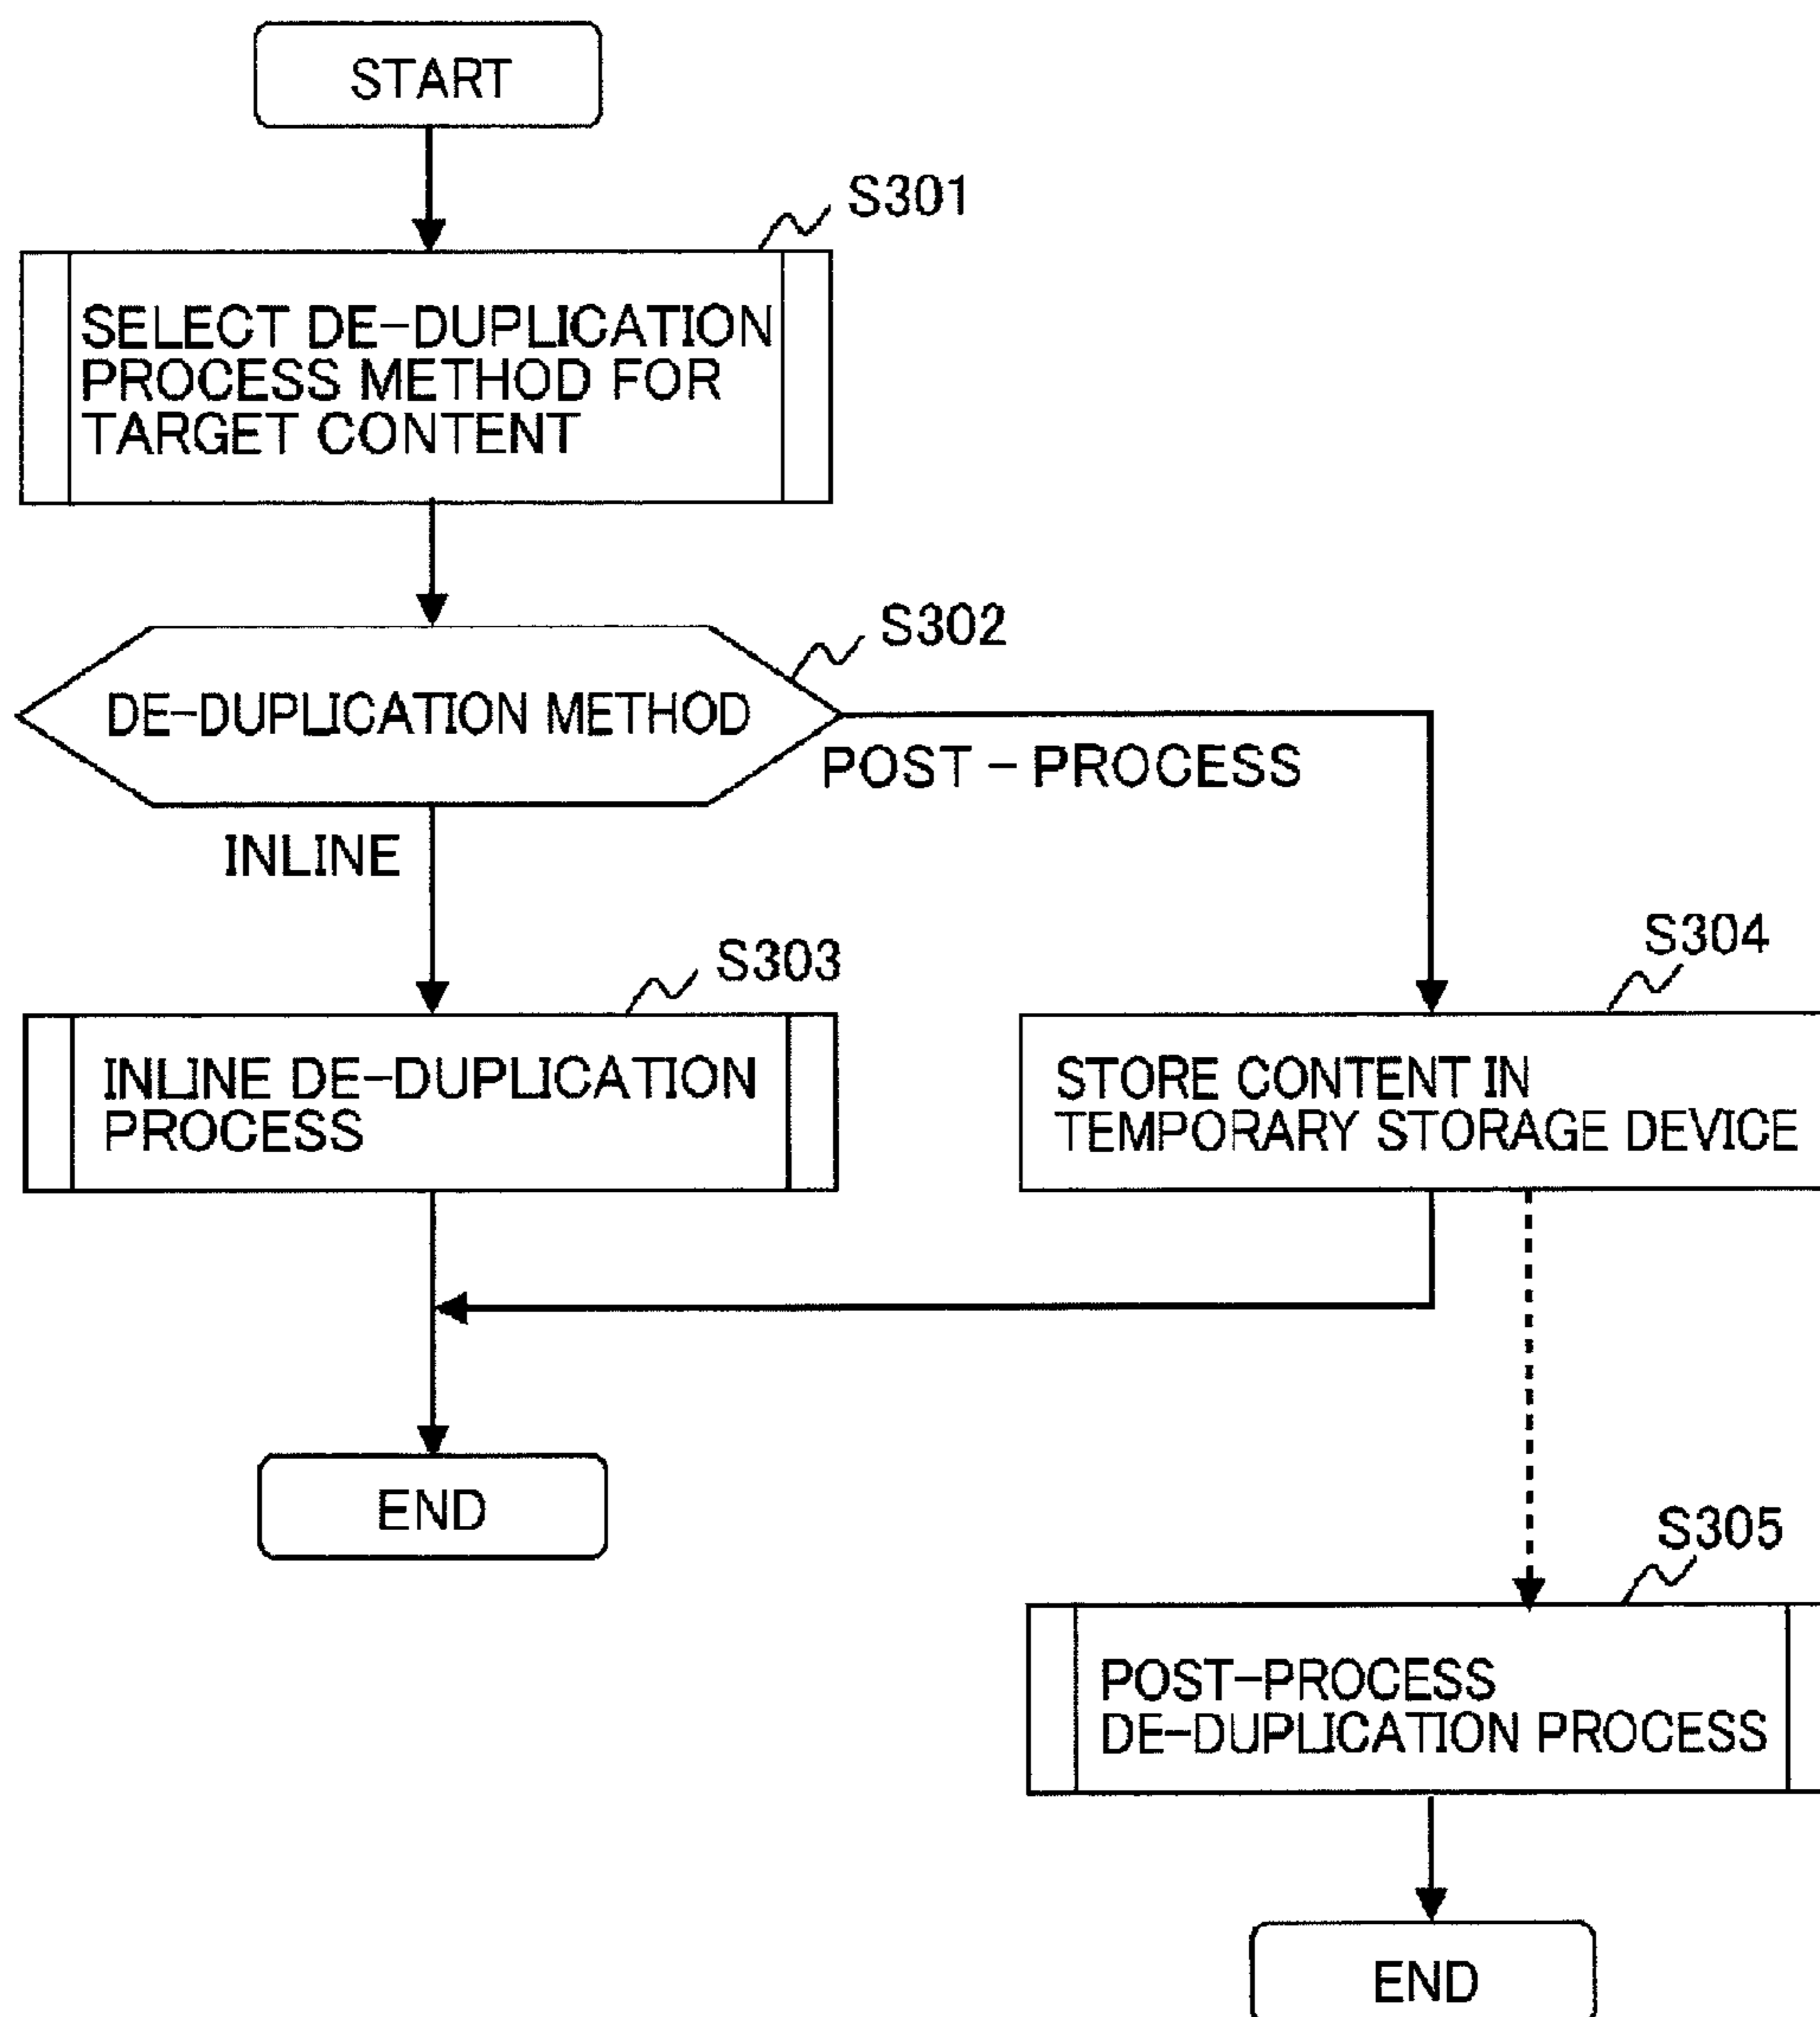 START
S301
SELECT DE-DUPLICATION
PROCESS METHOD FOR
TARGET CONTENT
S302
DE-DUPLICATION METHOD
POST - PROCESS
INLINE
S303
S304
INLINE DE-DUPLICATION
PROCESS
STORE CONTENT IN
TEMPORARY STORAGE DEVICE
END
S305
POST-PROCESS
DE-DUPLICATION PROCESS
END